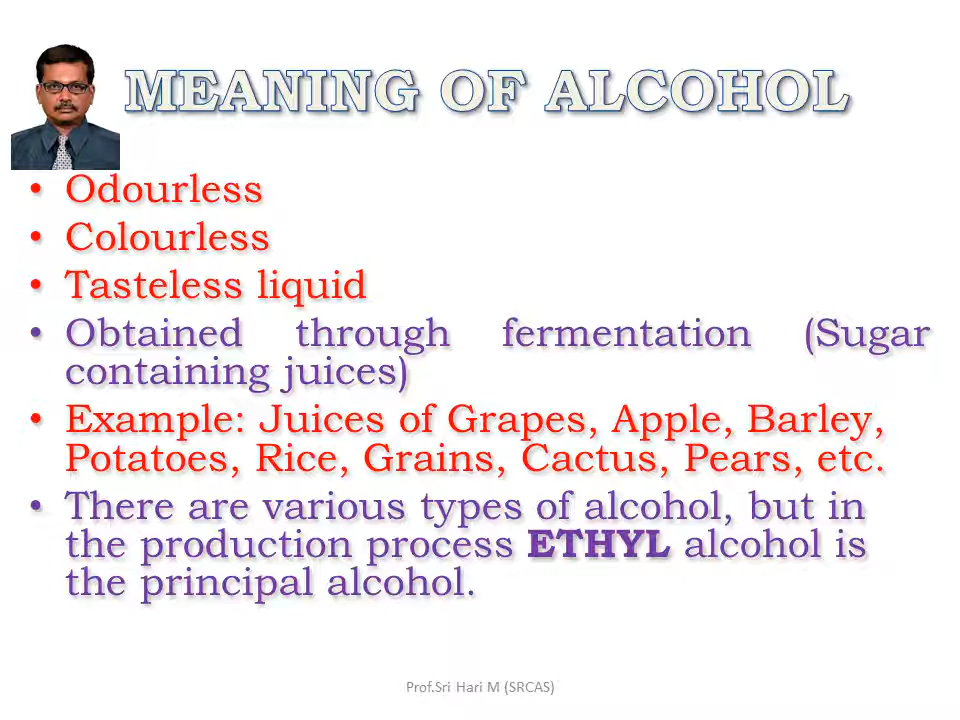 MEANING OF ALCOHOL
• Odourless
• Colourless
• Tasteless liquid
• Obtained through fermentation (Sugar
containing juices)
• Example: Juices of Grapes, Apple, Barley,
Potatoes, Rice, Grains, Cactus, Pears, etc.
• There are various types of alcohol, but in
the production process ETHYL alcohol is
the principal alcohol.
Prof.Sri Hari M (SRCAS)